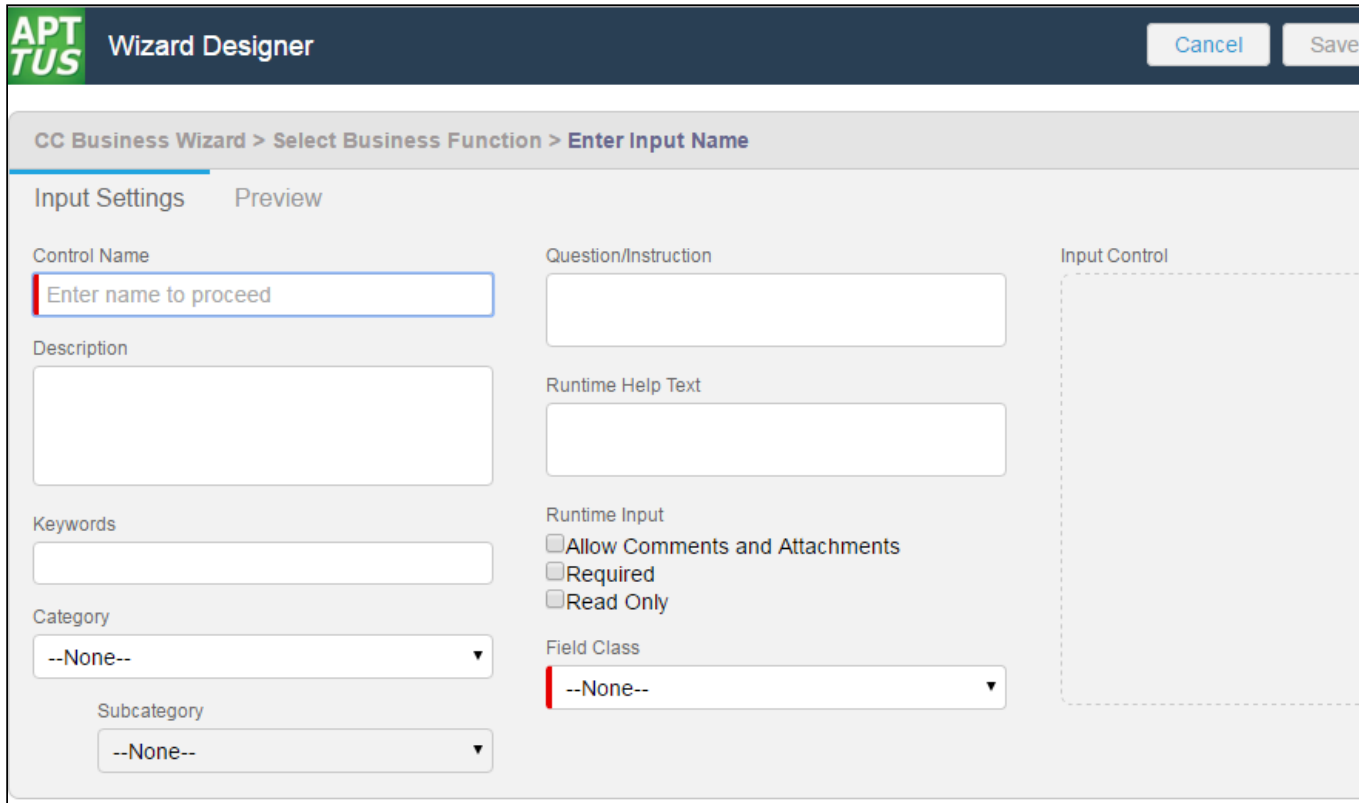 APT
TUS
Wizard Designer
Cancel
Save
CC Business Wizard > Select Business Function > Enter Input Name
Input Settings
Preview
Control Name
Enter name to proceed
Description
Keywords
Category
--None--
Subcategory
--None--
Question/Instruction
Runtime Help Text
Runtime Input
Allow Comments and Attachments
Required
Read Only
Field Class
--None--
Input Control